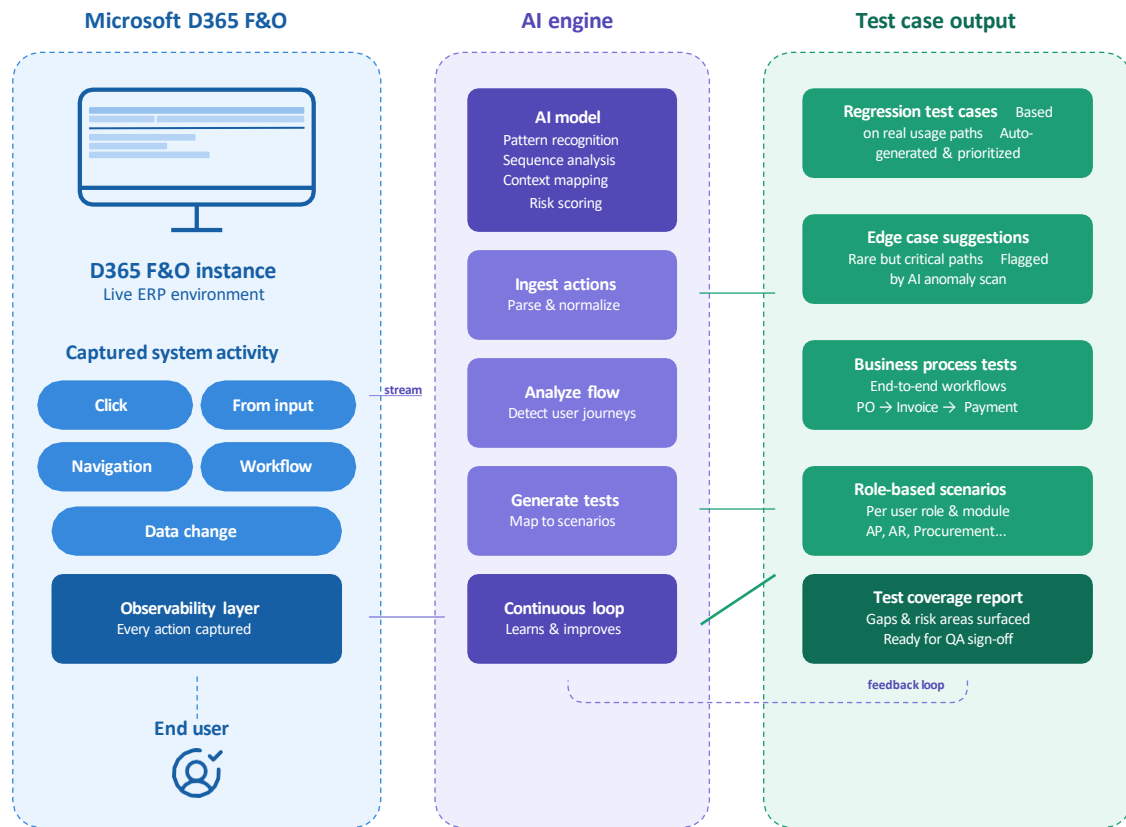 Microsoft D365 F&O
D365 F&O instance
Live ERP environment
Captured system activity
Click
From input
Navigation
Workflow
Data change
Observability layer
Every action captured
End user
stream
AI engine
AI model
Pattern recognition
Sequence analysis
Context mapping
Risk scoring
Ingest actions
Parse & normalize
Analyze flow
Detect user journeys
Generate tests
Map to scenarios
Continuous loop
Learns & improves
Test case output
Regression test cases Based
on real usage paths Auto-
generated & prioritized
Edge case suggestions
Rare but critical paths Flagged
by AI anomaly scan
Business process tests
End-to-end workflows
PO → Invoice → Payment
Role-based scenarios
Per user role & module
AP, AR, Procurement...
Test coverage report
Gaps & risk areas surfaced
Ready for QA sign-off
feedback loop